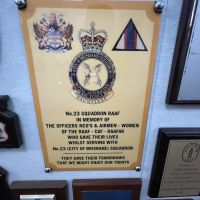 No.23 SQUADRON RAAF
IN MEMORY OF
THE OFFICERS NCO'S & AIRMEN - WOMEN
OF THE RAAF - CAF - RAAFAR
WHO GAVE THEIR LIVES
WHILST SERVING WITH
No.23 (CITY OF BRISBANE) SQUADRON
THEY GAVE THEIR TOMORROWS
THAT WE MIGHT ENJOY OUR TODAYS